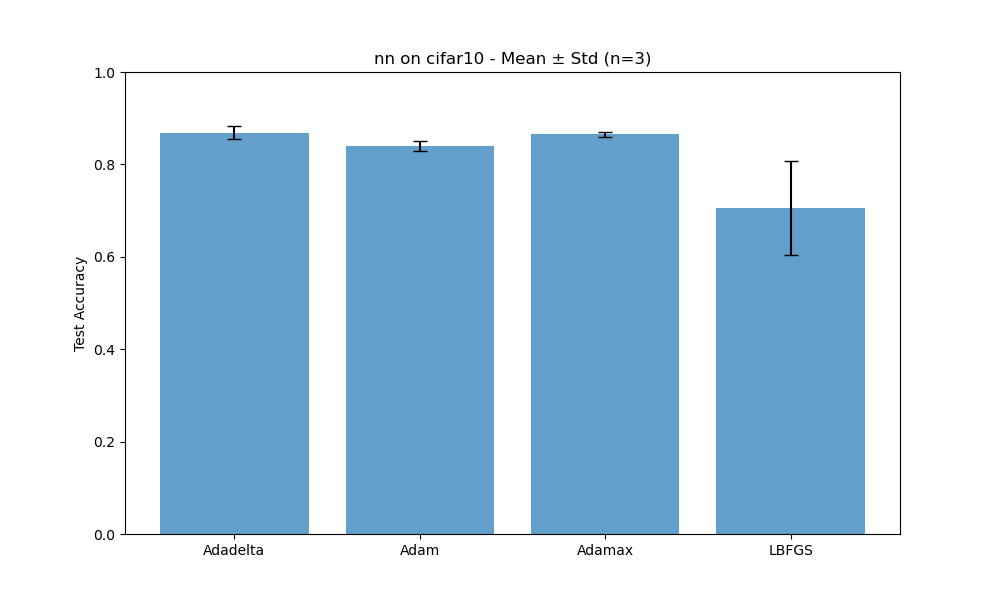 nn on cifar10 - Mean ± Std (n=3)
Test Accuracy
1.0
0.8
0.6
0.4
0.2
0.0
Adadelta
Adam
Adamax
LBFGS